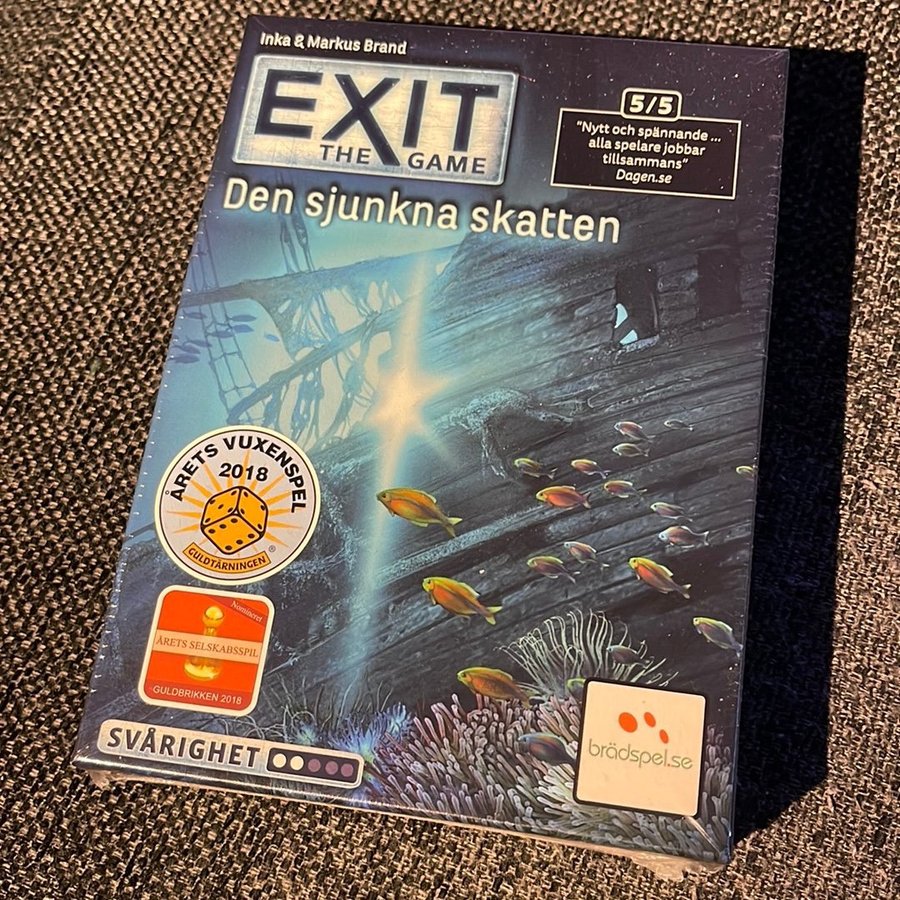 Inka & Markus Brand
EXIT
THE GAME
Den sjunkna skatten
5/5
"Nytt och spännande ...
alla spelare jobbar
tillsammans"
Dagen.se
ÅRETS VUXENSPEL
2018
GULDTÄRNINGEN®
Nomineret
ÅRETS SELSKABSSPIL
GULDBRIKKEN 2018
SVÅRIGHET
brädspel.se